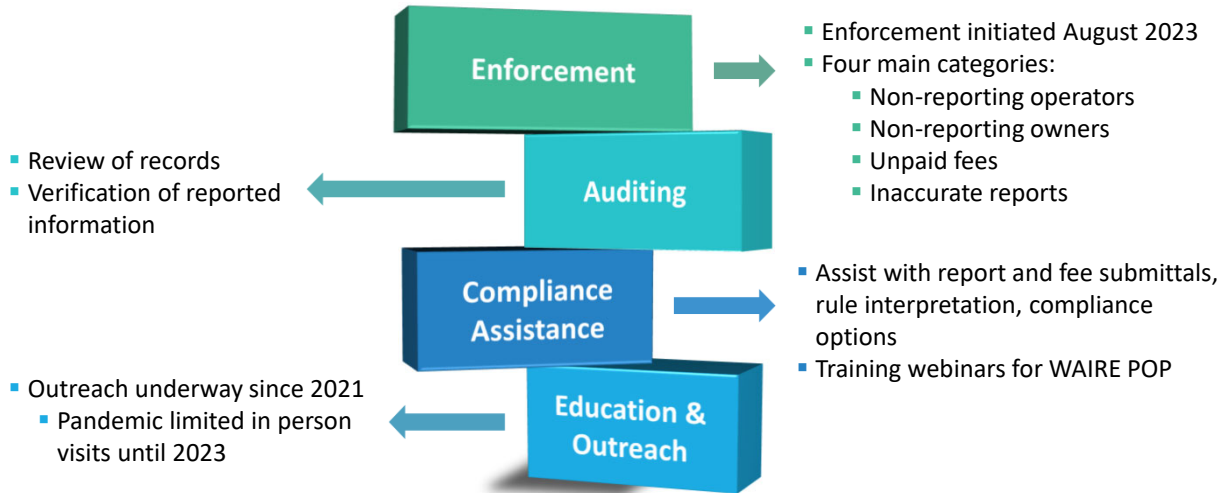 Enforcement
▪ Enforcement initiated August 2023
▪ Four main categories:
▪ Non-reporting operators
▪ Non-reporting owners
▪ Unpaid fees
▪ Inaccurate reports
▪ Review of records
▪ Verification of reported
information
Auditing
Compliance
Assistance
▪ Assist with report and fee submittals,
rule interpretation, compliance
options
▪ Training webinars for WAIRE POP
▪ Outreach underway since 2021
▪ Pandemic limited in person
visits until 2023
Education &
Outreach